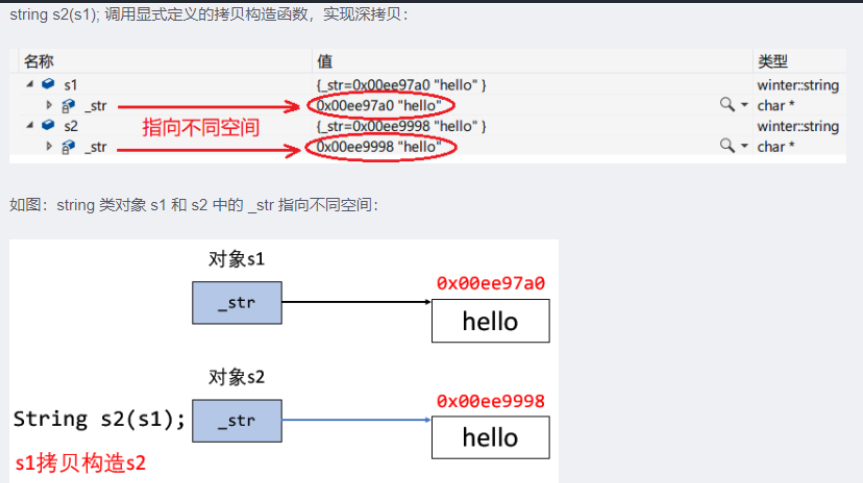 string s2(s1); 调用显式定义的拷贝构造函数，实现深拷贝：
名称 值 类型
s1 {_str=0x00ee97a0 "hello" } winter::string
_str 0x00ee97a0 "hello" char *
指向不同空间
s2 {_str=0x00ee9998 "hello" } winter::string
_str 0x00ee9998 "hello" char *
如图：string 类对象 s1 和 s2 中的 _str 指向不同空间：
对象s1
0x00ee97a0
_str
hello
对象s2
0x00ee9998
String s2(s1); _str
hello
s1拷贝构造s2